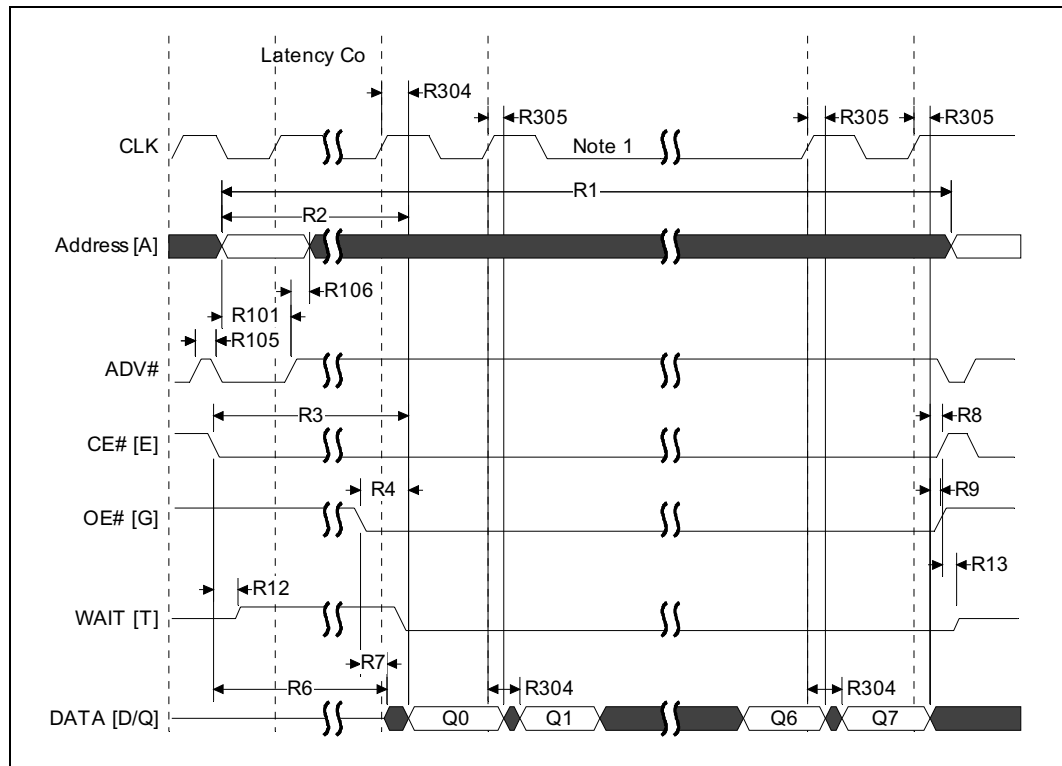 Latency Co
R304
R305
R305
R305
CLK
Note 1
R1
R2
Address [A]
R106
R101
R105
ADV#
R3
R8
CE# [E]
R4
R9
OE# [G]
R13
R12
WAIT [T]
R7
R6
R304
R304
DATA [D/Q]
Q0
Q1
Q6
Q7